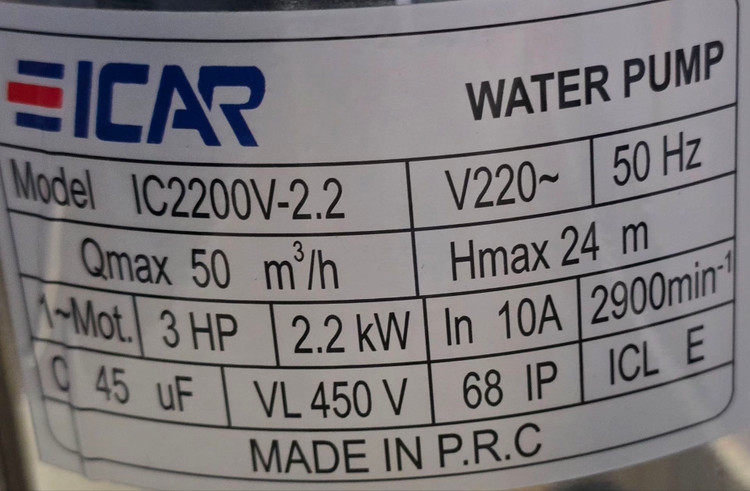 EICAR
WATER PUMP
Model IC2200V-2.2 V220~ 50 Hz
Qmax 50 m³/h Hmax 24 m
1~Mot. 3 HP 2.2 kW In 10A 2900min⁻¹
C 45 uF VL 450 V 68 IP ICL E
MADE IN P.R.C